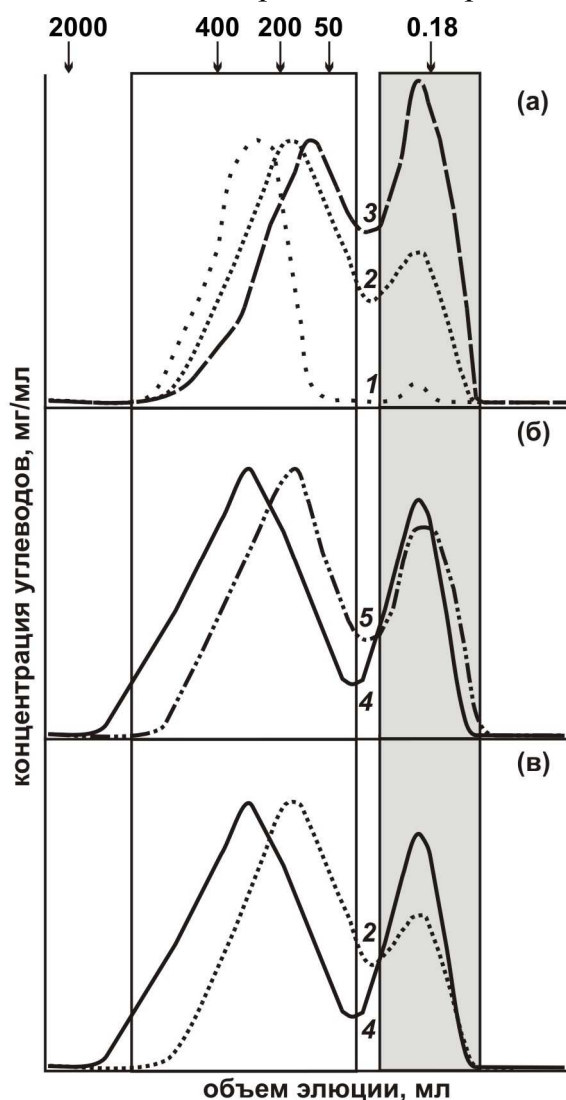 2000 400 200 50 0.18
(а)
3
2
1
(б)
5
4
(в)
2
4
концентрация углеводов, мг/мл
объем элюции, мл